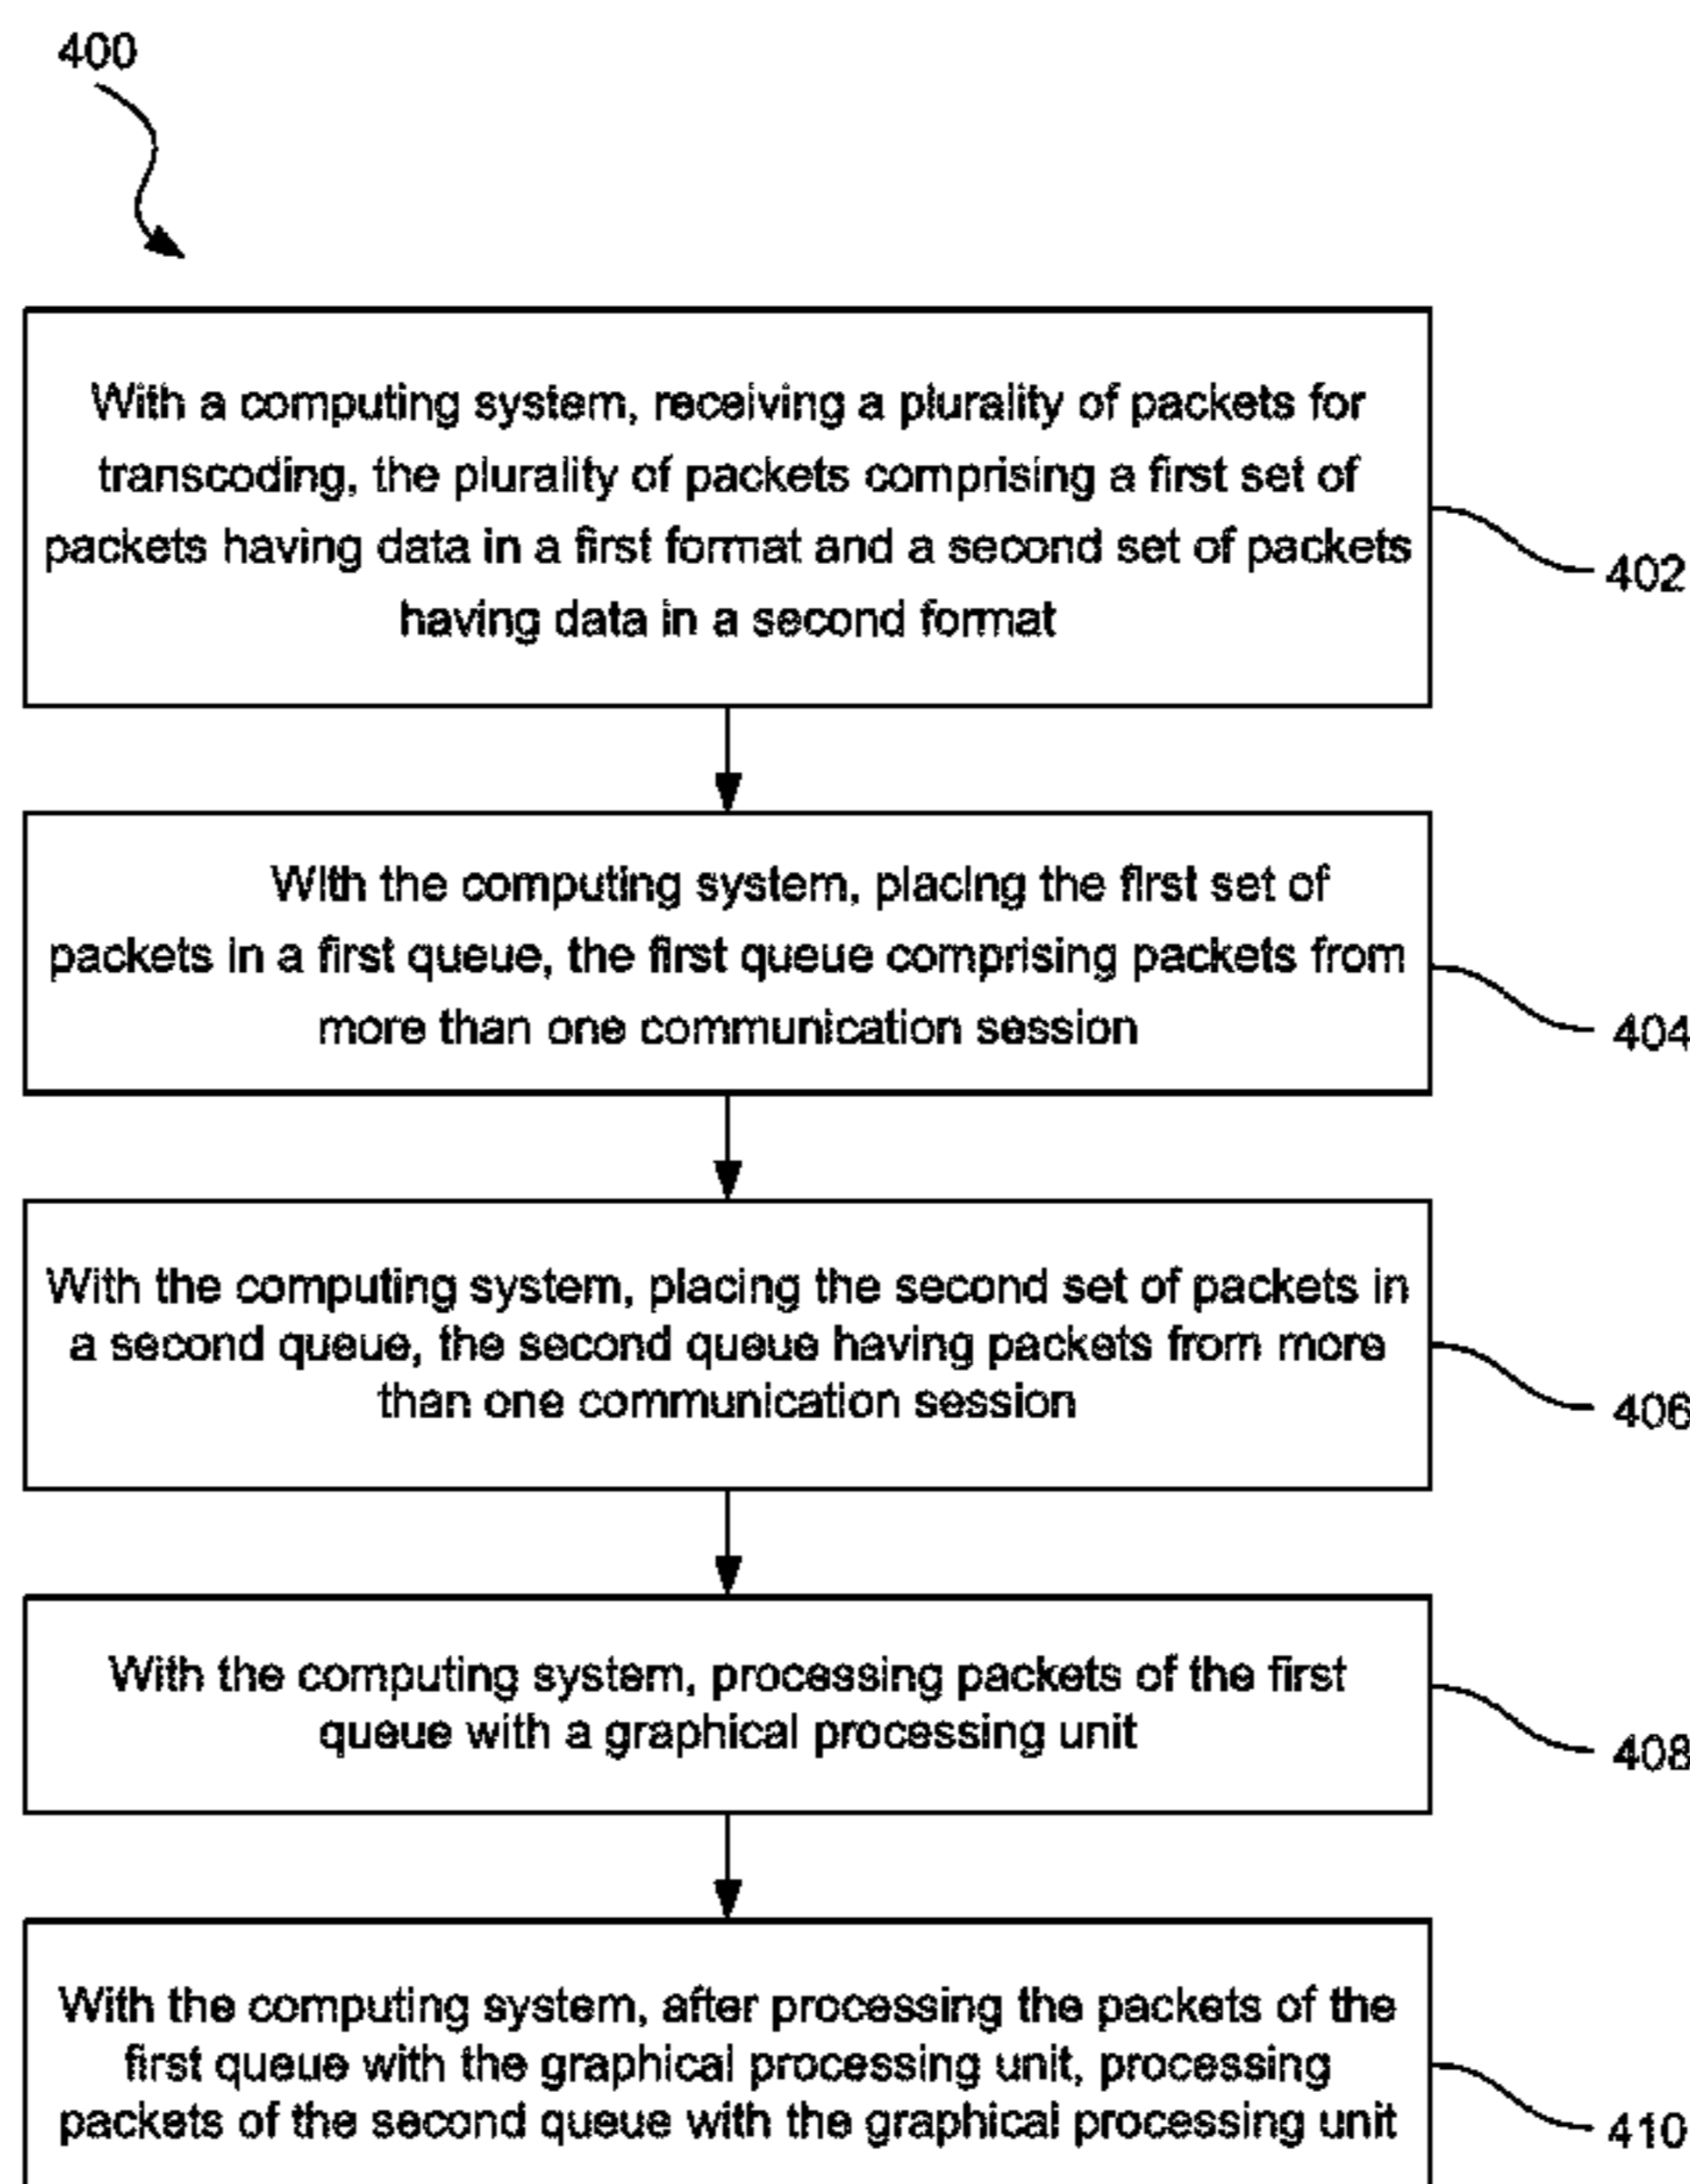 400
With a computing system, receiving a plurality of packets for
transcoding, the plurality of packets comprising a first set of
packets having data in a first format and a second set of packets
having data in a second format
402
With the computing system, placing the first set of
packets in a first queue, the first queue comprising packets from
more than one communication session
404
With the computing system, placing the second set of packets in
a second queue, the second queue having packets from more
than one communication session
406
With the computing system, processing packets of the first
queue with a graphical processing unit
408
With the computing system, after processing the packets of the
first queue with the graphical processing unit, processing
packets of the second queue with the graphical processing unit
410